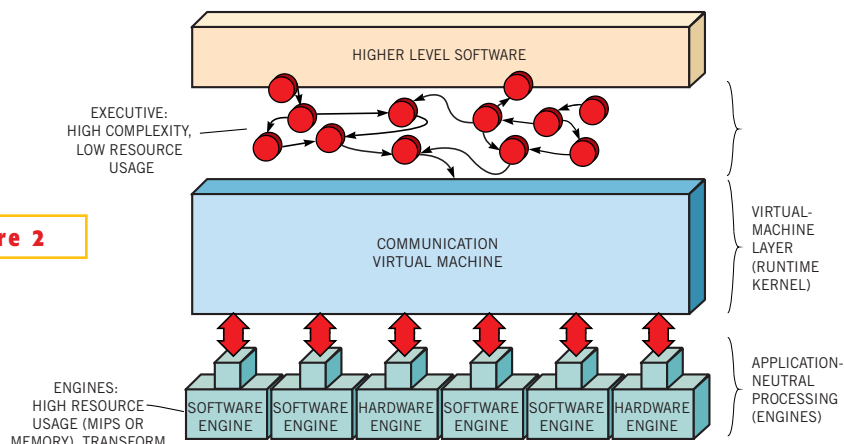 HIGHER LEVEL SOFTWARE
EXECUTIVE:
HIGH COMPLEXITY,
LOW RESOURCE
USAGE
re 2
COMMUNICATION
VIRTUAL MACHINE
VIRTUAL-
MACHINE
LAYER
(RUNTIME
KERNEL)
ENGINES:
HIGH RESOURCE
USAGE (MIPS OR
MEMORY), TRANSFORM
SOFTWARE
ENGINE
SOFTWARE
ENGINE
HARDWARE
ENGINE
SOFTWARE
ENGINE
SOFTWARE
ENGINE
HARDWARE
ENGINE
APPLICATION-
NEUTRAL
PROCESSING
(ENGINES)